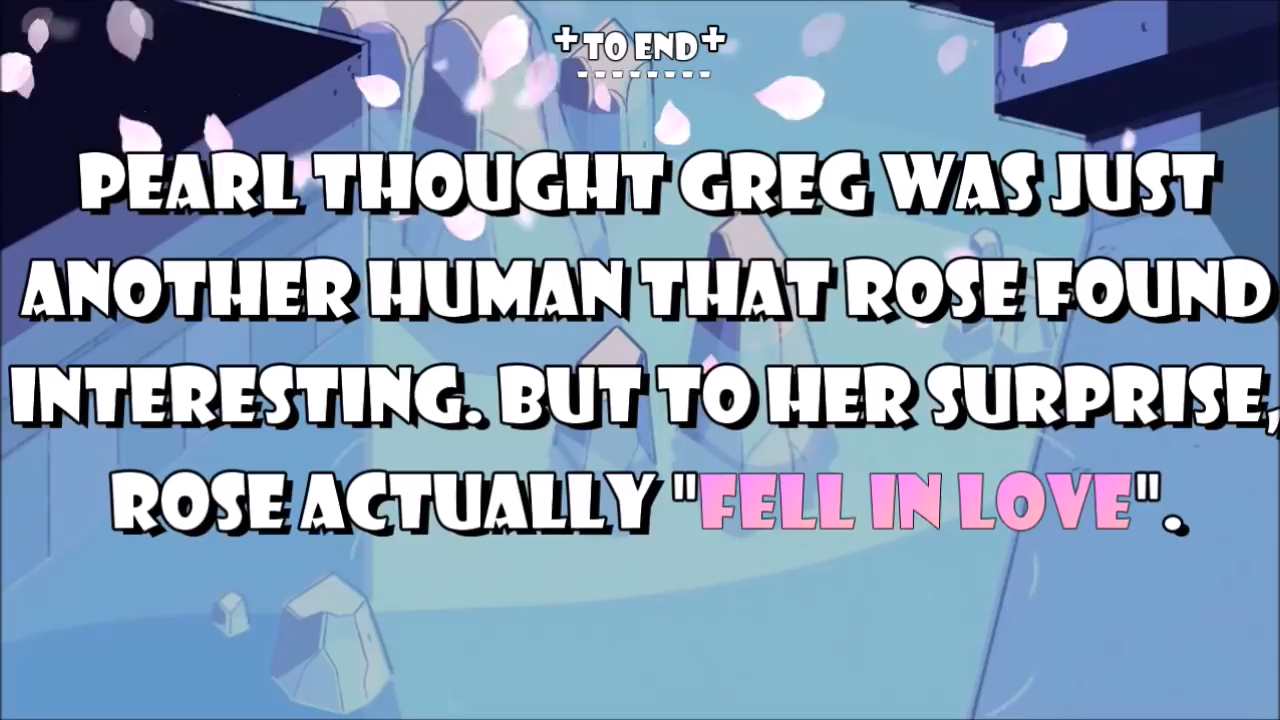 +TO END+
--------
PEARL THOUGHT GREG WAS JUST
ANOTHER HUMAN THAT ROSE FOUND
INTERESTING. BUT TO HER SURPRISE,
ROSE ACTUALLY "FELL IN LOVE".